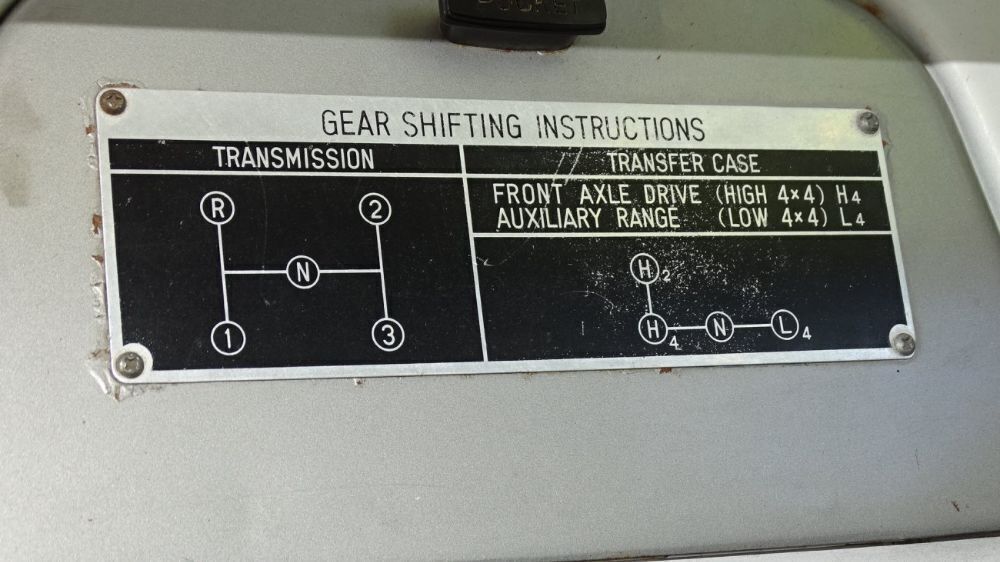 GEAR SHIFTING INSTRUCTIONS
TRANSMISSION
R 2
N
1 3
TRANSFER CASE
FRONT AXLE DRIVE (HIGH 4×4) H4
AUXILIARY RANGE (LOW 4×4) L4
H2
H4 N L4